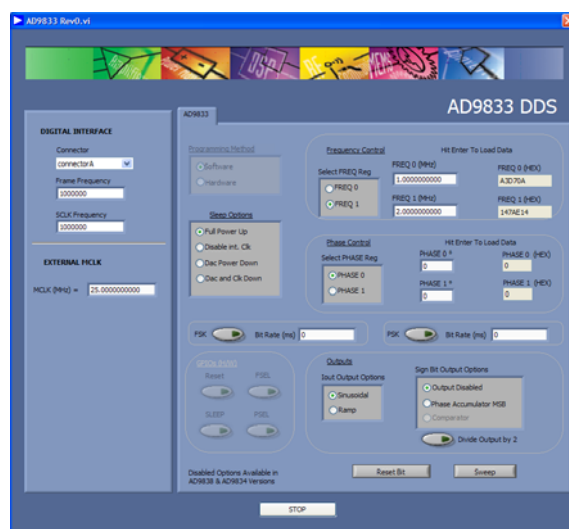 AD9833 Rev0.vi
DSP
RF
MEMS
AD9833 DDS
AD9833
DIGITAL INTERFACE
Connector
connectorA
Frame Frequency
1000000
SCLK Frequency
1000000
EXTERNAL MCLK
MCLK (MHz) = 25.0000000000
Programming Method
Software
Hardware
Sleep Options
Full Power Up
Disable int. Clk
Dac Power Down
Dac and Clk Down
Frequency Control
Hit Enter To Load Data
Select FREQ Reg
FREQ 0
FREQ 1
FREQ 0 (MHz)
1.0000000000
FREQ 0 (HEX)
A3D70A
FREQ 1 (MHz)
2.0000000000
FREQ 1 (HEX)
147AE14
Phase Control
Hit Enter To Load Data
Select PHASE Reg
PHASE 0
PHASE 1
PHASE 0 °
0
PHASE 0 (HEX)
0
PHASE 1 °
0
PHASE 1 (HEX)
0
FSK
Bit Rate (ms) 0
PSK
Bit Rate (ms) 0
Reset
FSEL
SLEEP
PSEL
Outputs
Iout Output Options
Sinusoidal
Ramp
Sign Bit Output Options
Output Disabled
Phase Accumulator MSB
Comparator
Divide Output by 2
Disabled Options Available in
AD9838 & AD9834 Versions
Reset Bit
Sweep
STOP